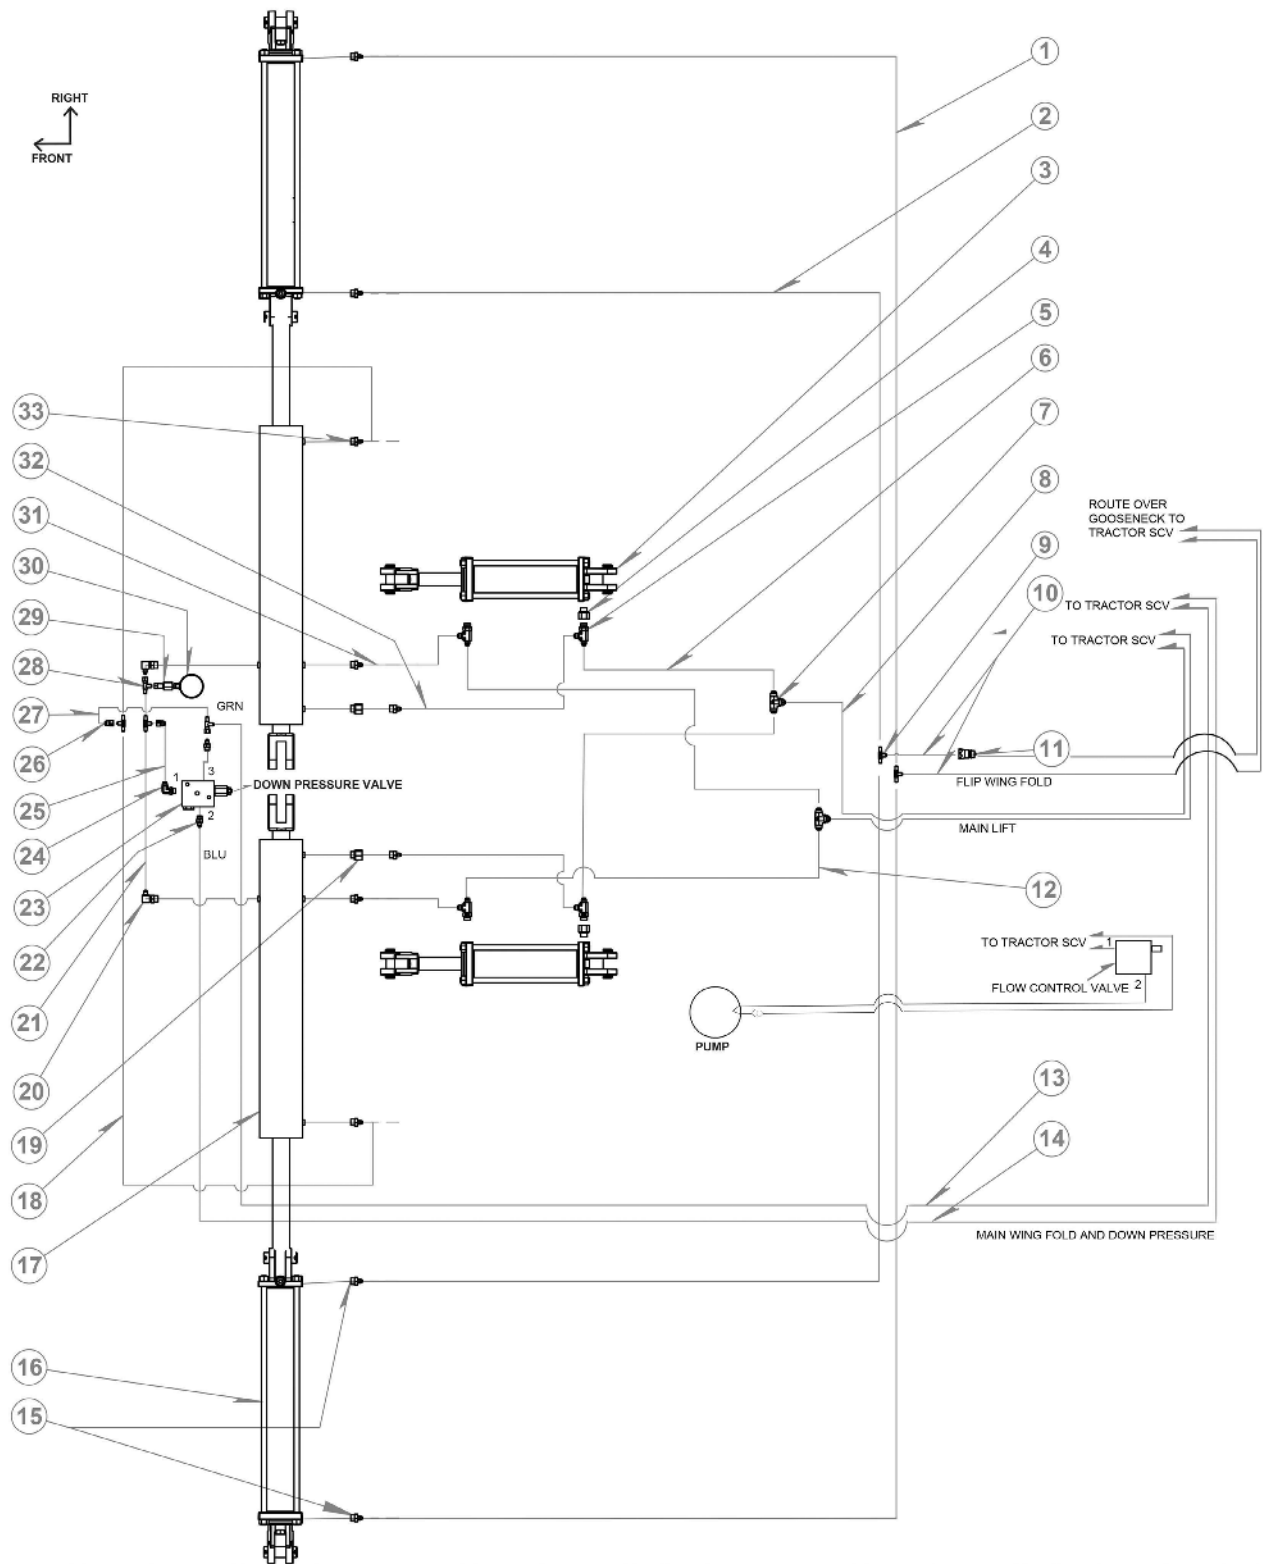 1
RIGHT
2
FRONT
3
4
5
6
33
7
32
8
31
ROUTE OVER
GOOSENECK TO
TRACTOR SCV
9
30
10
TO TRACTOR SCV
29
TO TRACTOR SCV
28
GRN
27
11
26
1 3
DOWN PRESSURE VALVE
FLIP WING FOLD
25
2
MAIN LIFT
24
BLU
12
23
TO TRACTOR SCV 1
22
FLOW CONTROL VALVE 2
21
PUMP
20
13
19
14
18
MAIN WING FOLD AND DOWN PRESSURE
17
16
15